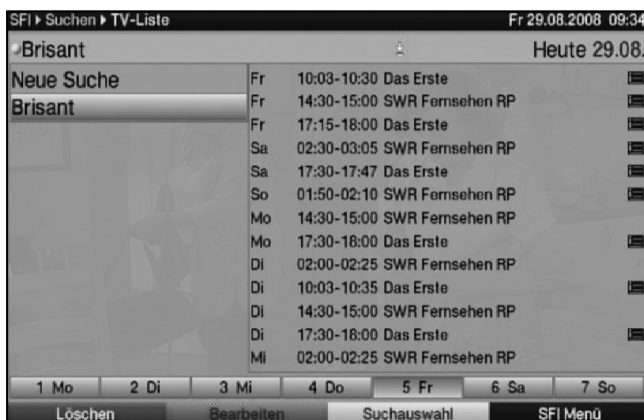 SFI ▸ Suchen ▸ TV-Liste Fr 29.08.2008 09:34
Brisant Heute 29.08.
Neue Suche
Brisant
Fr 10:03-10:30 Das Erste
Fr 14:30-15:00 SWR Fernsehen RP
Fr 17:15-18:00 Das Erste
Sa 02:30-03:05 SWR Fernsehen RP
Sa 17:30-17:47 Das Erste
So 01:50-02:10 SWR Fernsehen RP
Mo 14:30-15:00 SWR Fernsehen RP
Mo 17:30-18:00 Das Erste
Di 02:00-02:25 SWR Fernsehen RP
Di 10:03-10:35 Das Erste
Di 14:30-15:00 SWR Fernsehen RP
Di 17:30-18:00 Das Erste
Mi 02:00-02:25 SWR Fernsehen RP
1 Mo 2 Di 3 Mi 4 Do 5 Fr 6 Sa 7 So
Löschen Bearbeiten Suchauswahl SFI Menü